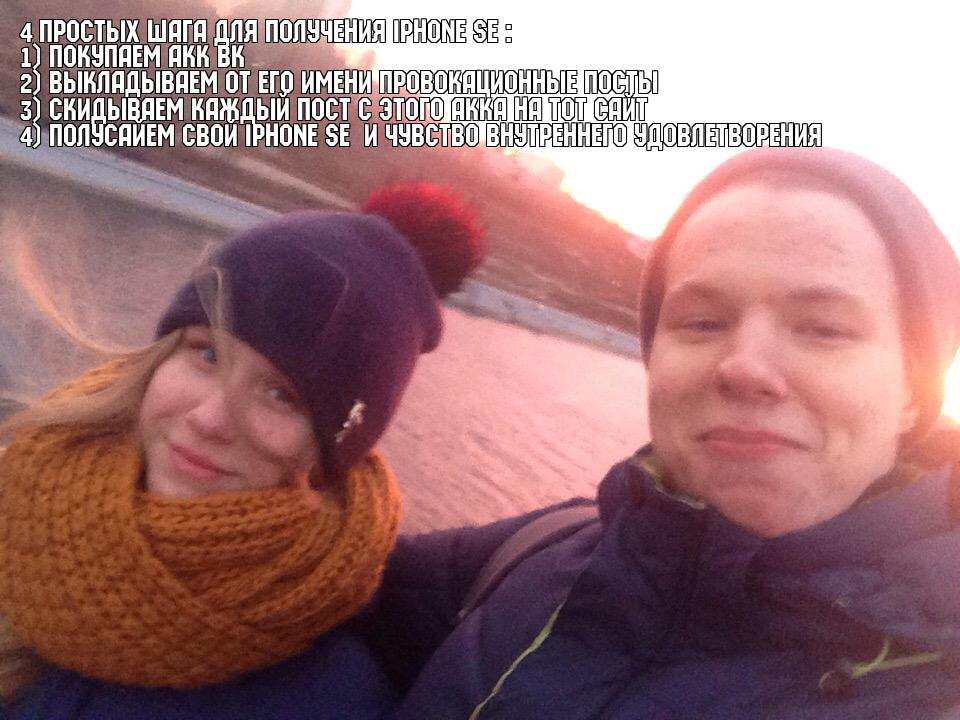 4 ПРОСТЫХ ШАГА ДЛЯ ПОЛУЧЕНИЯ IPHONE SE :
1) ПОКУПАЕМ АКК ВК
2) ВЫКЛАДЫВАЕМ ОТ ЕГО ИМЕНИ ПРОВОКАЦИОННЫЕ ПОСТЫ
3) СКИДЫВАЕМ КАЖДЫЙ ПОСТ С ЭТОГО АККА НА ТОТ САЙТ
4) ПОЛУСАЙЕМ СВОЙ IPHONE SE И ЧУВСТВО ВНУТРЕННЕГО УДОВЛЕТВОРЕНИЯ